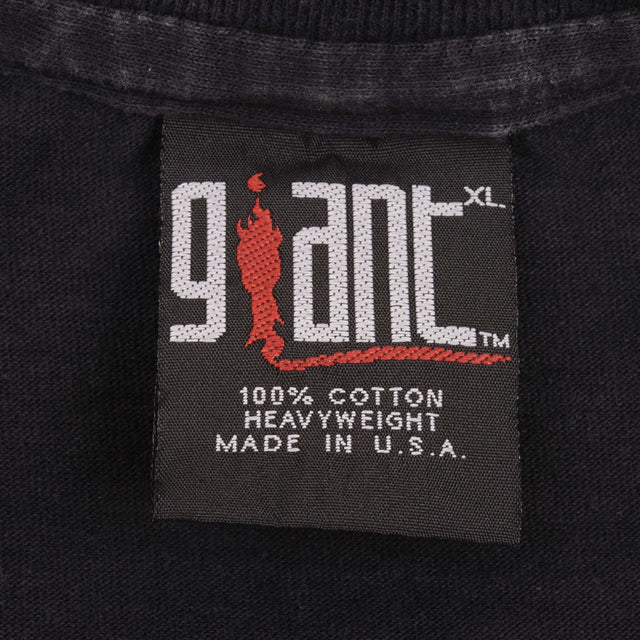 giant XL
TM
100% COTTON
HEAVYWEIGHT
MADE IN U.S.A.